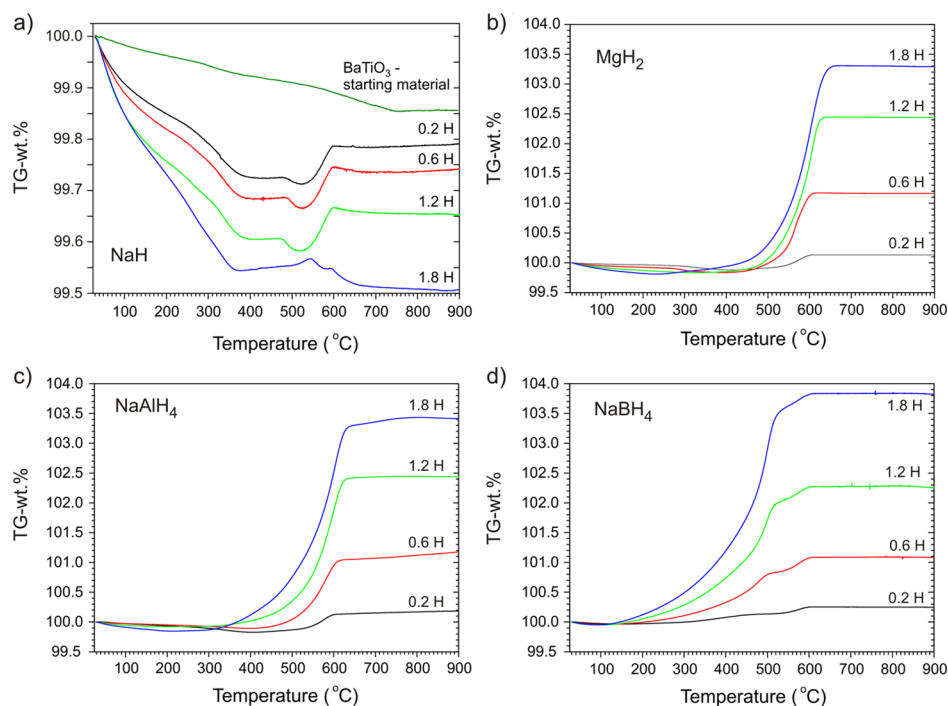 a)
100.0
99.9
99.8
99.7
99.6
99.5
TG-wt.%
BaTiO3 -
starting material
0.2 H
0.6 H
1.2 H
1.8 H
NaH
100 200 300 400 500 600 700 800 900
Temperature ( °C)
b)
104.0
103.5
103.0
102.5
102.0
101.5
101.0
100.5
100.0
99.5
TG-wt.%
MgH2
1.8 H
1.2 H
0.6 H
0.2 H
100 200 300 400 500 600 700 800 900
Temperature ( °C)
c)
104.0
103.5
103.0
102.5
102.0
101.5
101.0
100.5
100.0
99.5
TG-wt.%
NaAlH4
1.8 H
1.2 H
0.6 H
0.2 H
100 200 300 400 500 600 700 800 900
Temperature ( °C)
d)
104.0
103.5
103.0
102.5
102.0
101.5
101.0
100.5
100.0
99.5
TG-wt.%
NaBH4
1.8 H
1.2 H
0.6 H
0.2 H
100 200 300 400 500 600 700 800 900
Temperature ( °C)